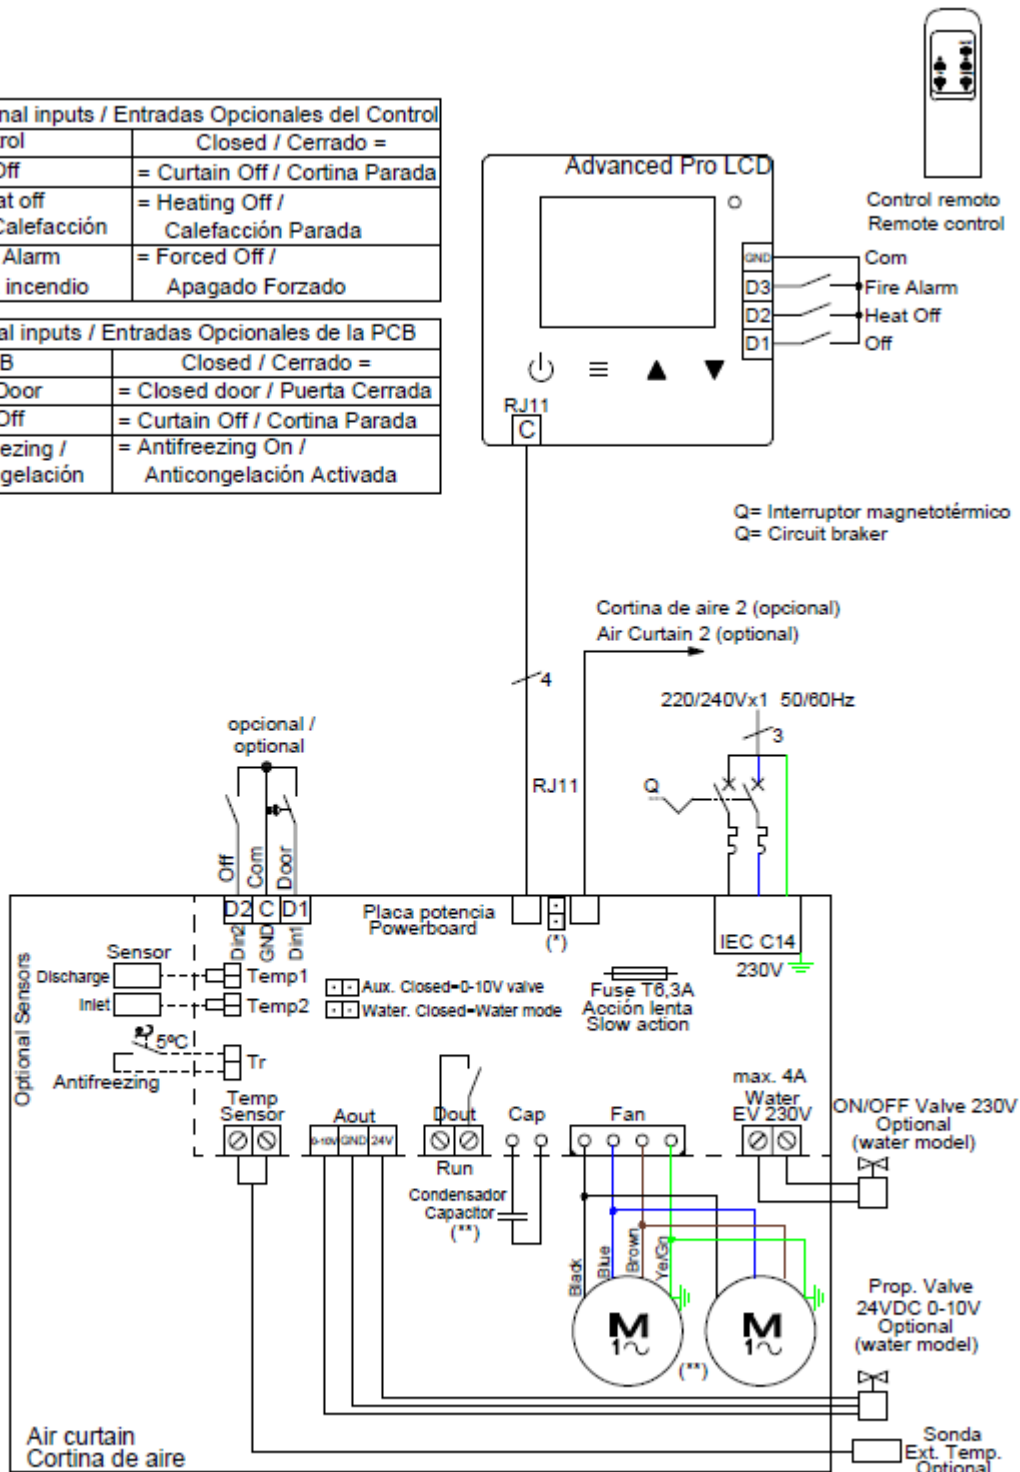 nal inputs / Entradas Opcionales del Control
rol
Closed / Cerrado =
Off
= Curtain Off / Cortina Parada
at off
Calefacción
= Heating Off /
Calefacción Parada
Alarm
incendio
= Forced Off /
Apagado Forzado
al inputs / Entradas Opcionales de la PCB
B
Closed / Cerrado =
Door
= Closed door / Puerta Cerrada
Off
= Curtain Off / Cortina Parada
ezing /
gelación
= Antifreezing On /
Anticongelación Activada
Control remoto
Remote control
Advanced Pro LCD
GND
D3
D2
D1
Com
Fire Alarm
Heat Off
Off
RJ11
C
Q= Interruptor magnetotérmico
Q= Circuit braker
Cortina de aire 2 (opcional)
Air Curtain 2 (optional)
4
220/240Vx1 50/60Hz
3
opcional /
optional
RJ11
Q
Off
Com
Door
D2 C D1
Din2
GND
Din1
Placa potencia
Powerboard
(*)
IEC C14
230V
Optional Sensors
Sensor
Discharge
Temp1
Inlet
Temp2
5ºC
Tr
Antifreezing
Aux. Closed=0-10V valve
Water. Closed=Water mode
Fuse T6,3A
Acción lenta
Slow action
Temp
Sensor
Aout
0-10V GND 24V
Dout
Run
Cap
Condensador
Capacitor
(**)
Fan
max. 4A
Water
EV 230V
ON/OFF Valve 230V
Optional
(water model)
Black
Blue
Brown
Ye/Gn
M
1~
M
1~
(**)
Prop. Valve
24VDC 0-10V
Optional
(water model)
Air curtain
Cortina de aire
Sonda
Ext. Temp.
Optional